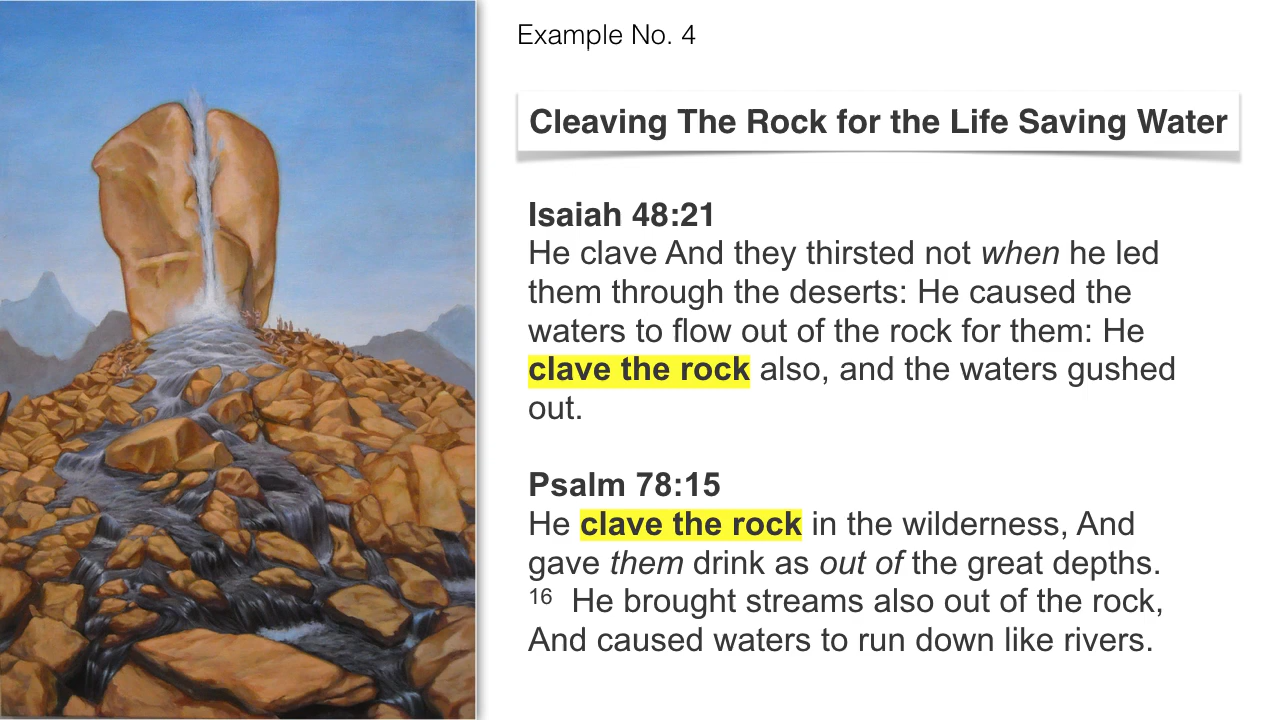 Example No. 4
Cleaving The Rock for the Life Saving Water
Isaiah 48:21
He clave And they thirsted not when he led
them through the deserts: He caused the
waters to flow out of the rock for them: He
clave the rock also, and the waters gushed
out.
Psalm 78:15
He clave the rock in the wilderness, And
gave them drink as out of the great depths.
16 He brought streams also out of the rock,
And caused waters to run down like rivers.